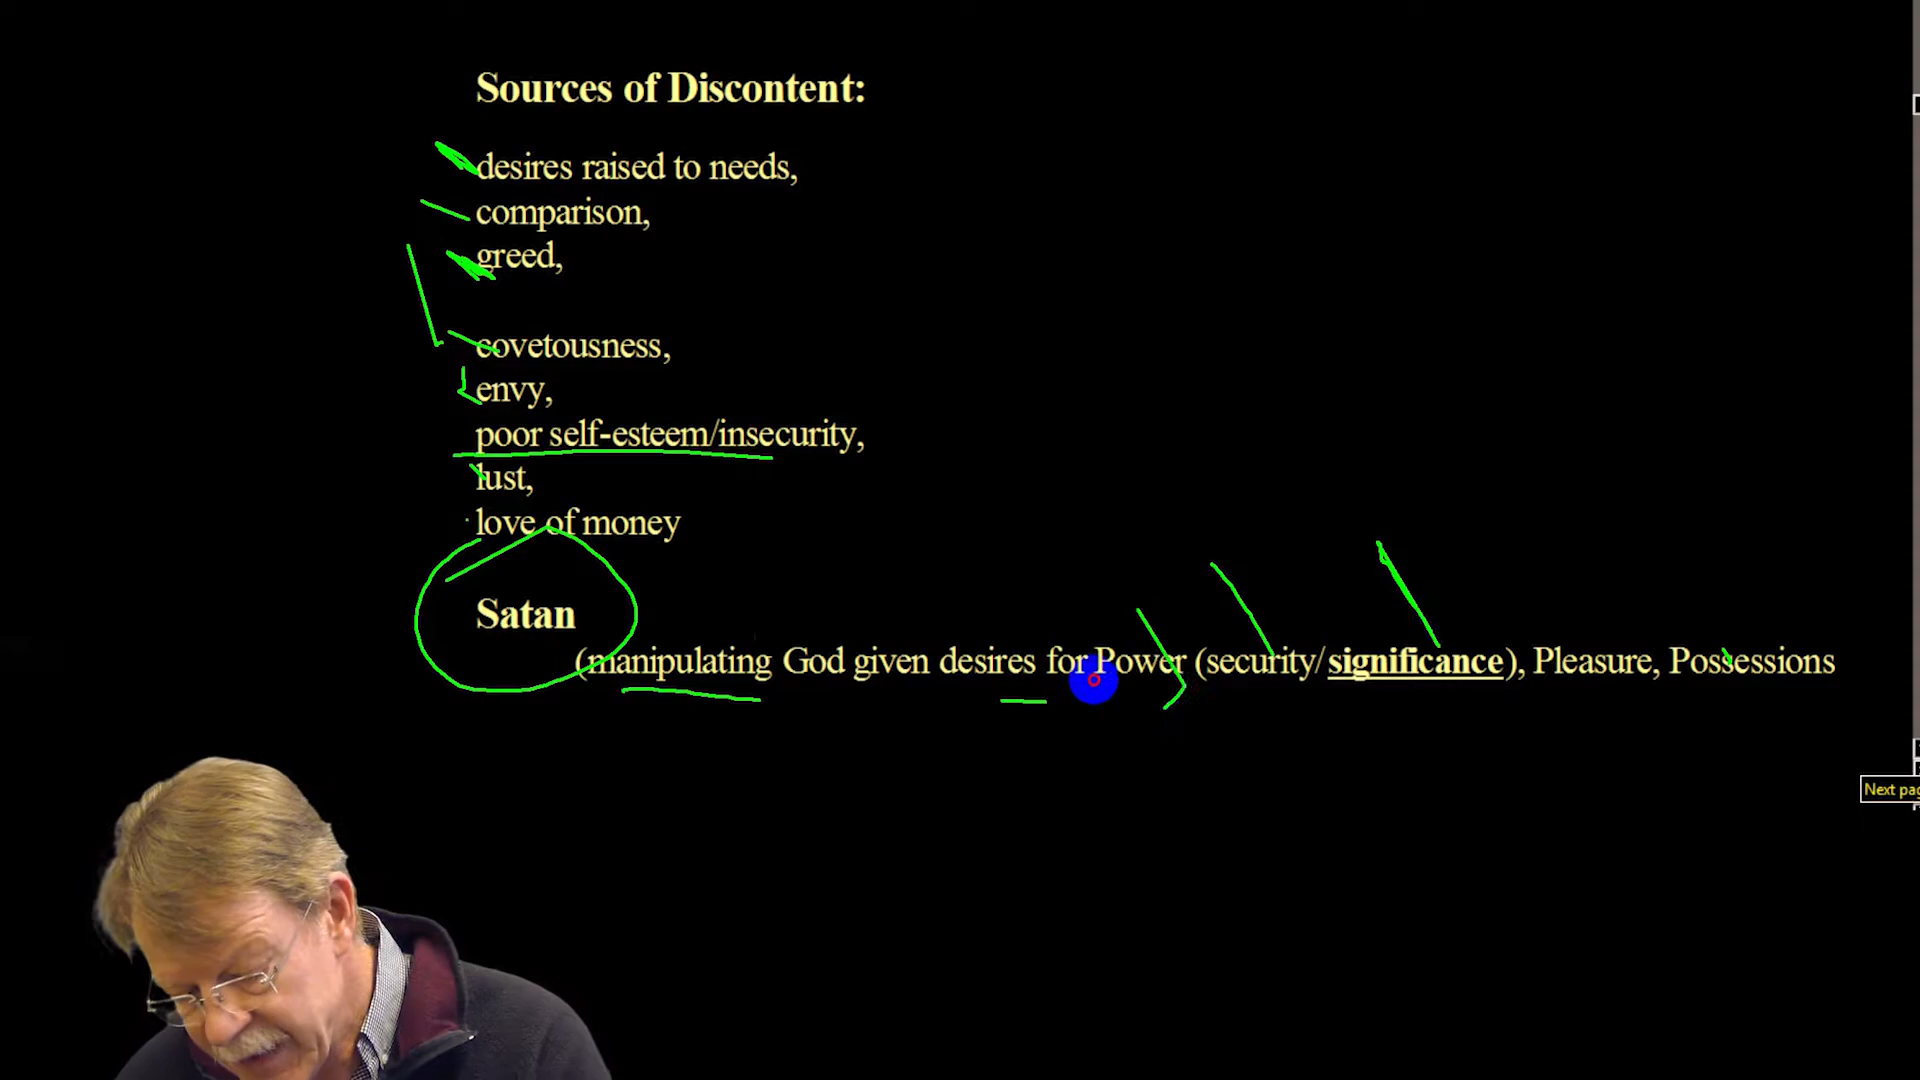 Sources of Discontent:
desires raised to needs,
comparison,
greed,
covetousness,
envy,
poor self-esteem/insecurity,
lust,
love of money
Satan
(manipulating God given desires for Power (security/significance), Pleasure, Possessions
Next pag